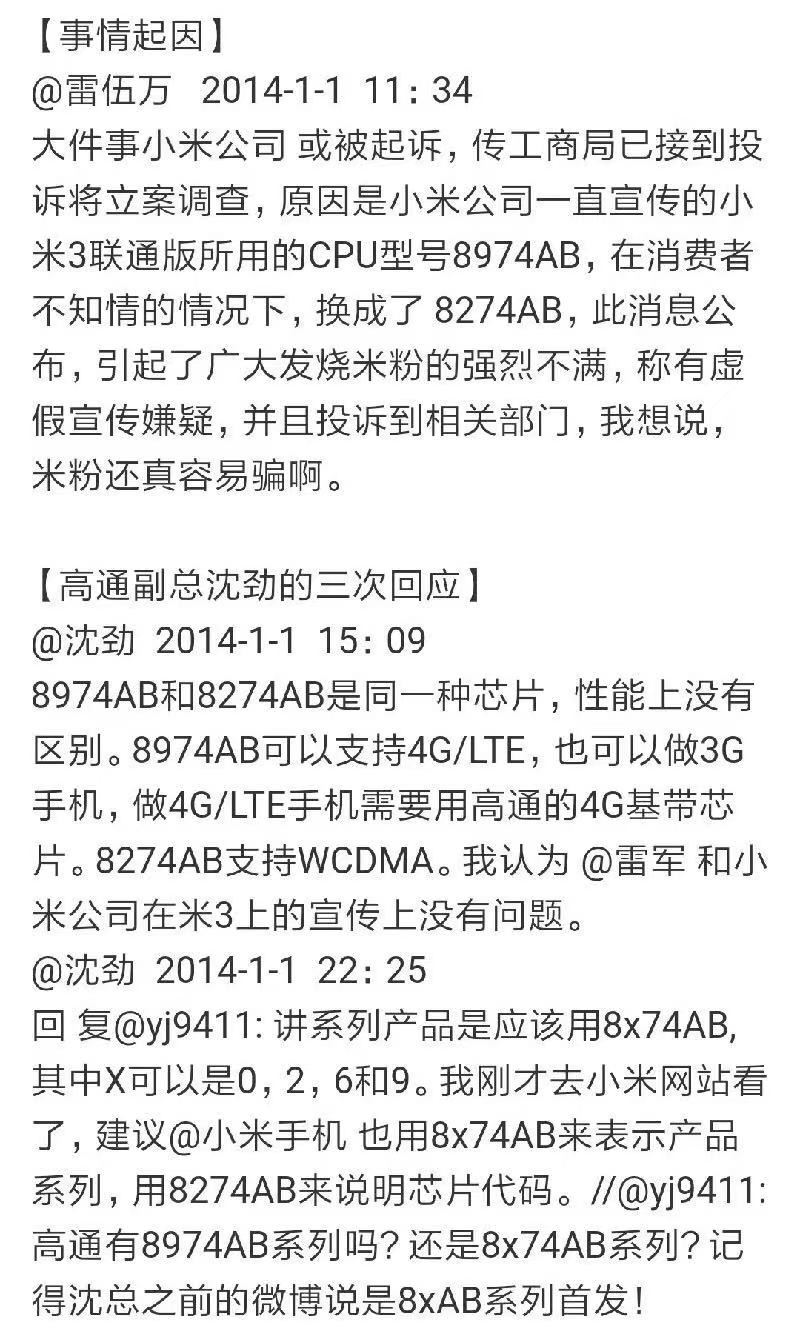 【事情起因】
@雷伍万 2014-1-1 11：34
大件事小米公司 或被起诉，传工商局已接到投
诉将立案调查，原因是小米公司一直宣传的小
米3联通版所用的CPU型号8974AB，在消费者
不知情的情况下，换成了 8274AB，此消息公
布，引起了广大发烧米粉的强烈不满，称有虚
假宣传嫌疑，并且投诉到相关部门，我想说，
米粉还真容易骗啊。
【高通副总沈劲的三次回应】
@沈劲 2014-1-1 15：09
8974AB和8274AB是同一种芯片，性能上没有
区别。8974AB可以支持4G/LTE，也可以做3G
手机，做4G/LTE手机需要用高通的4G基带芯
片。8274AB支持WCDMA。我认为 @雷军 和小
米公司在米3上的宣传上没有问题。
@沈劲 2014-1-1 22：25
回 复@yj9411: 讲系列产品是应该用8x74AB,
其中X可以是0，2，6和9。我刚才去小米网站看
了，建议@小米手机 也用8x74AB来表示产品
系列，用8274AB来说明芯片代码。//@yj9411:
高通有8974AB系列吗？还是8x74AB系列？记
得沈总之前的微博说是8xAB系列首发！